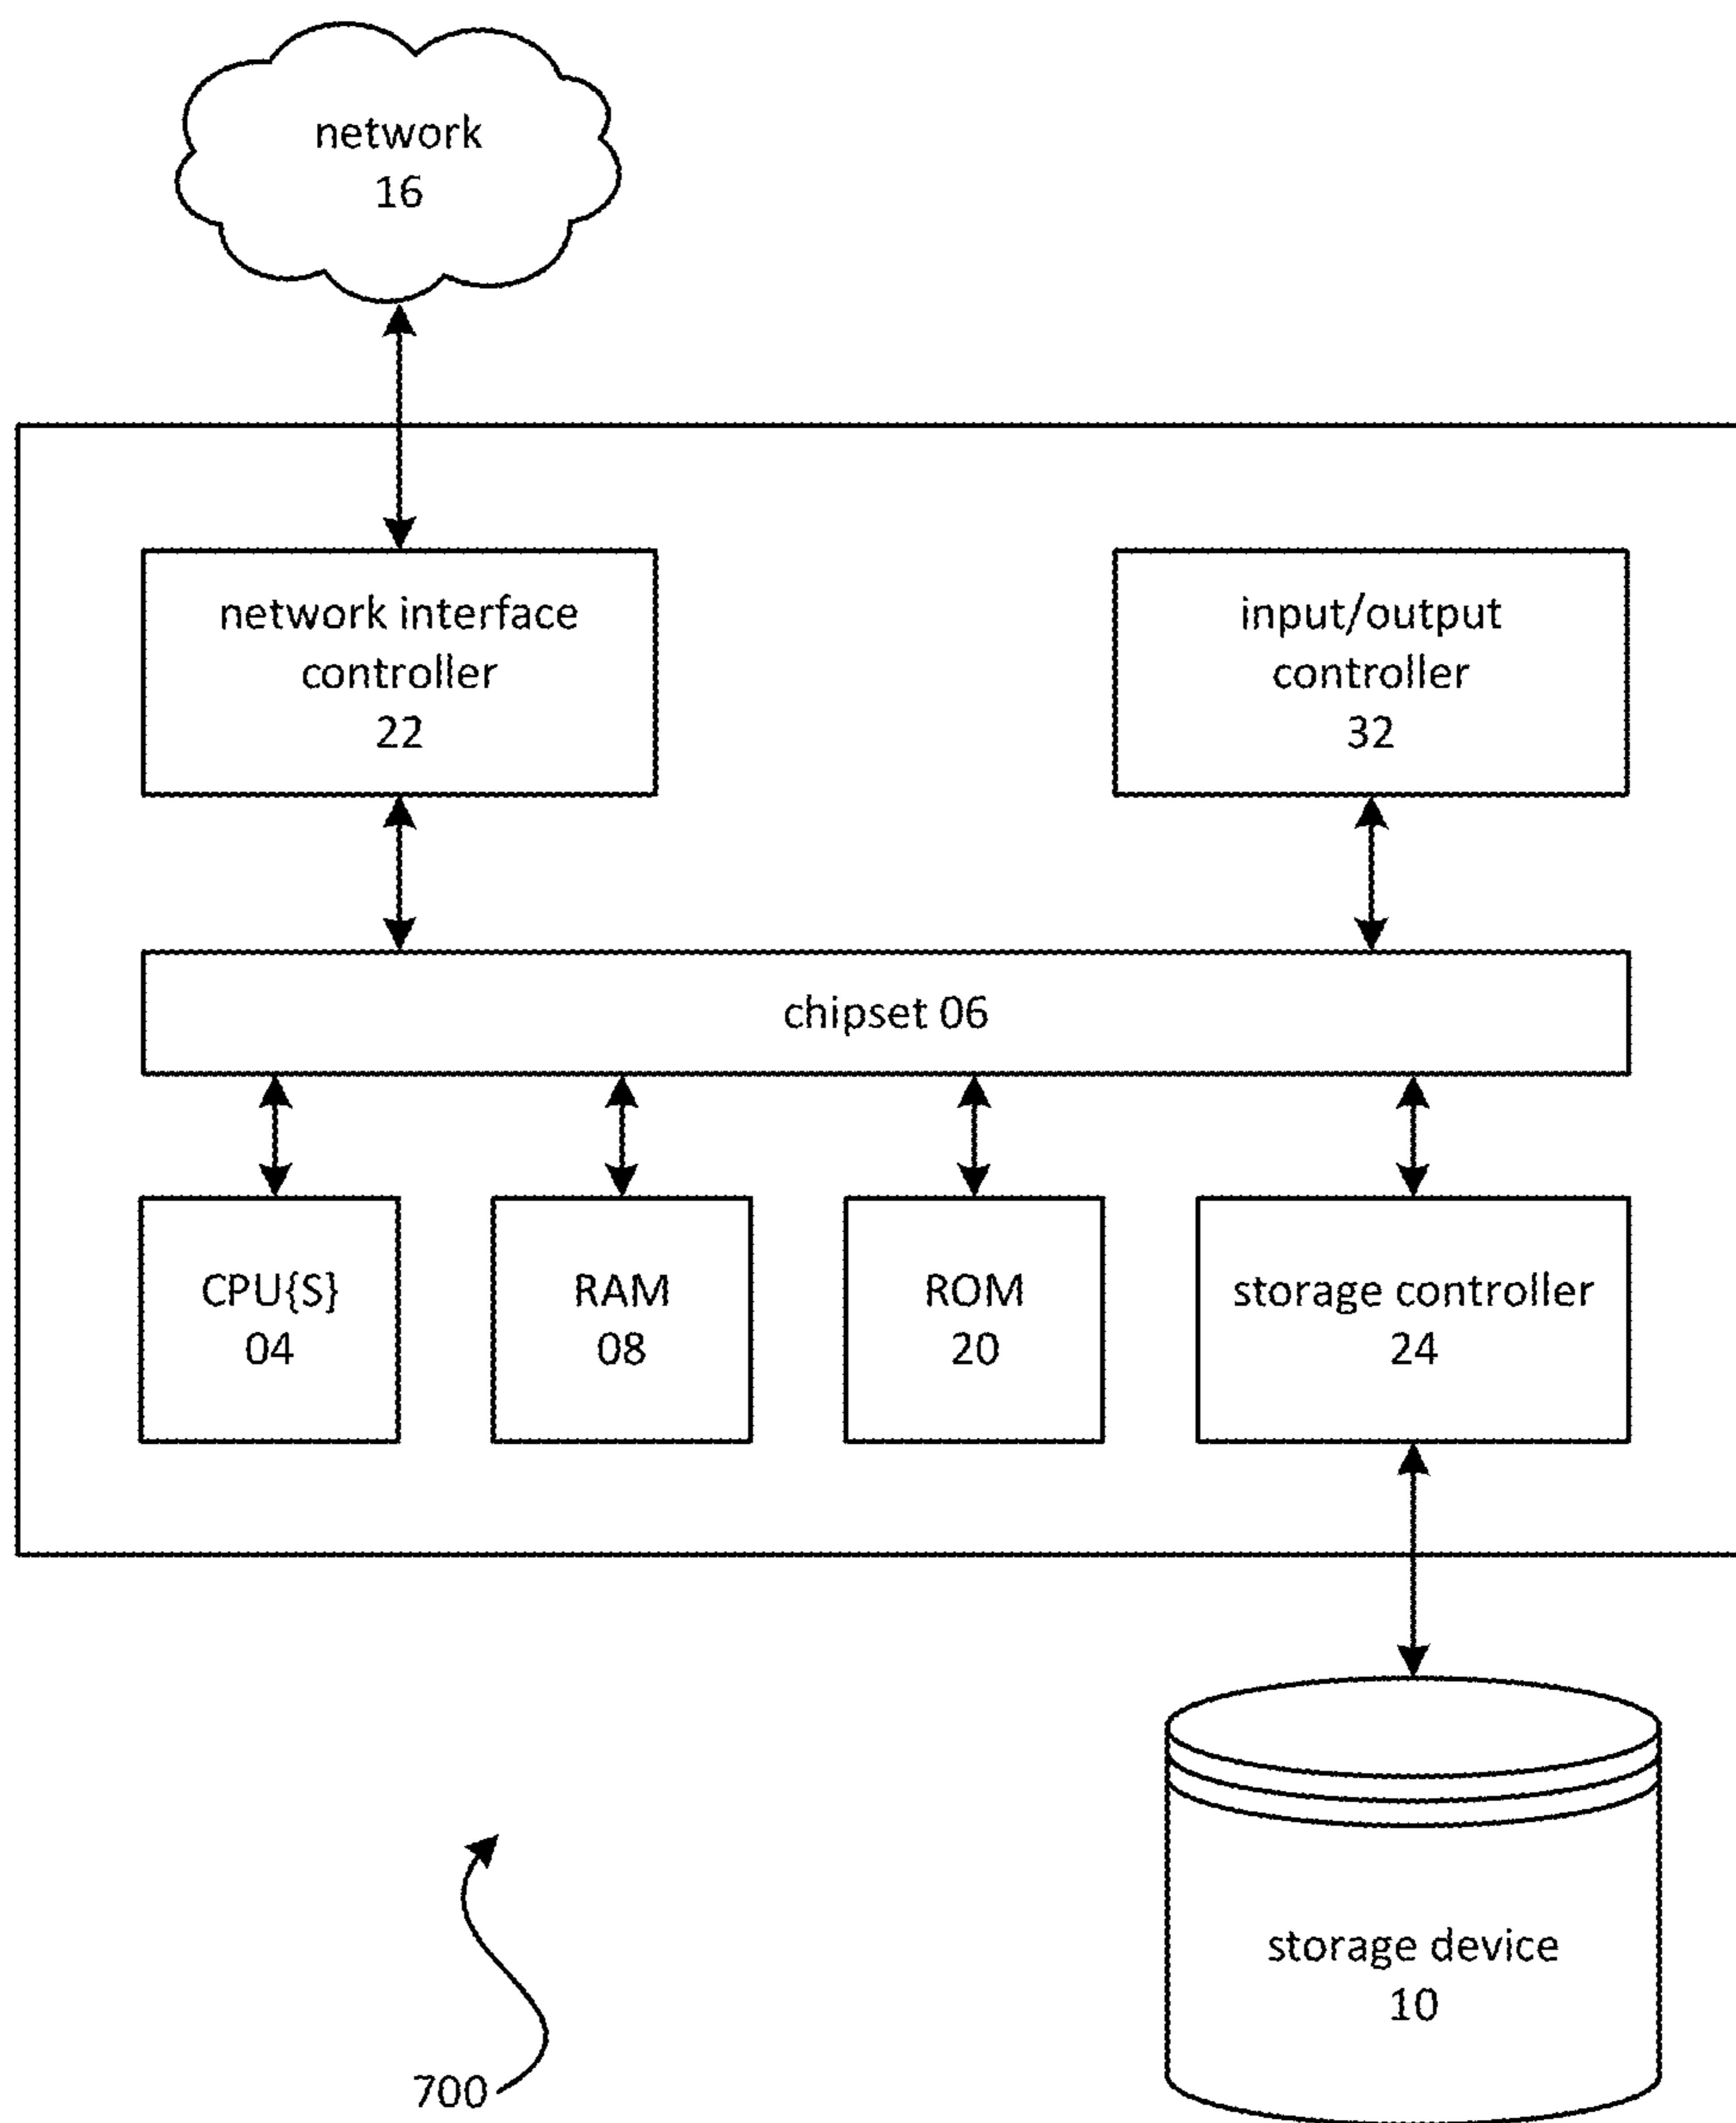 network
16
network interface
controller
22
input/output
controller
32
chipset 06
CPU{S}
04
RAM
08
ROM
20
storage controller
24
storage device
10
700